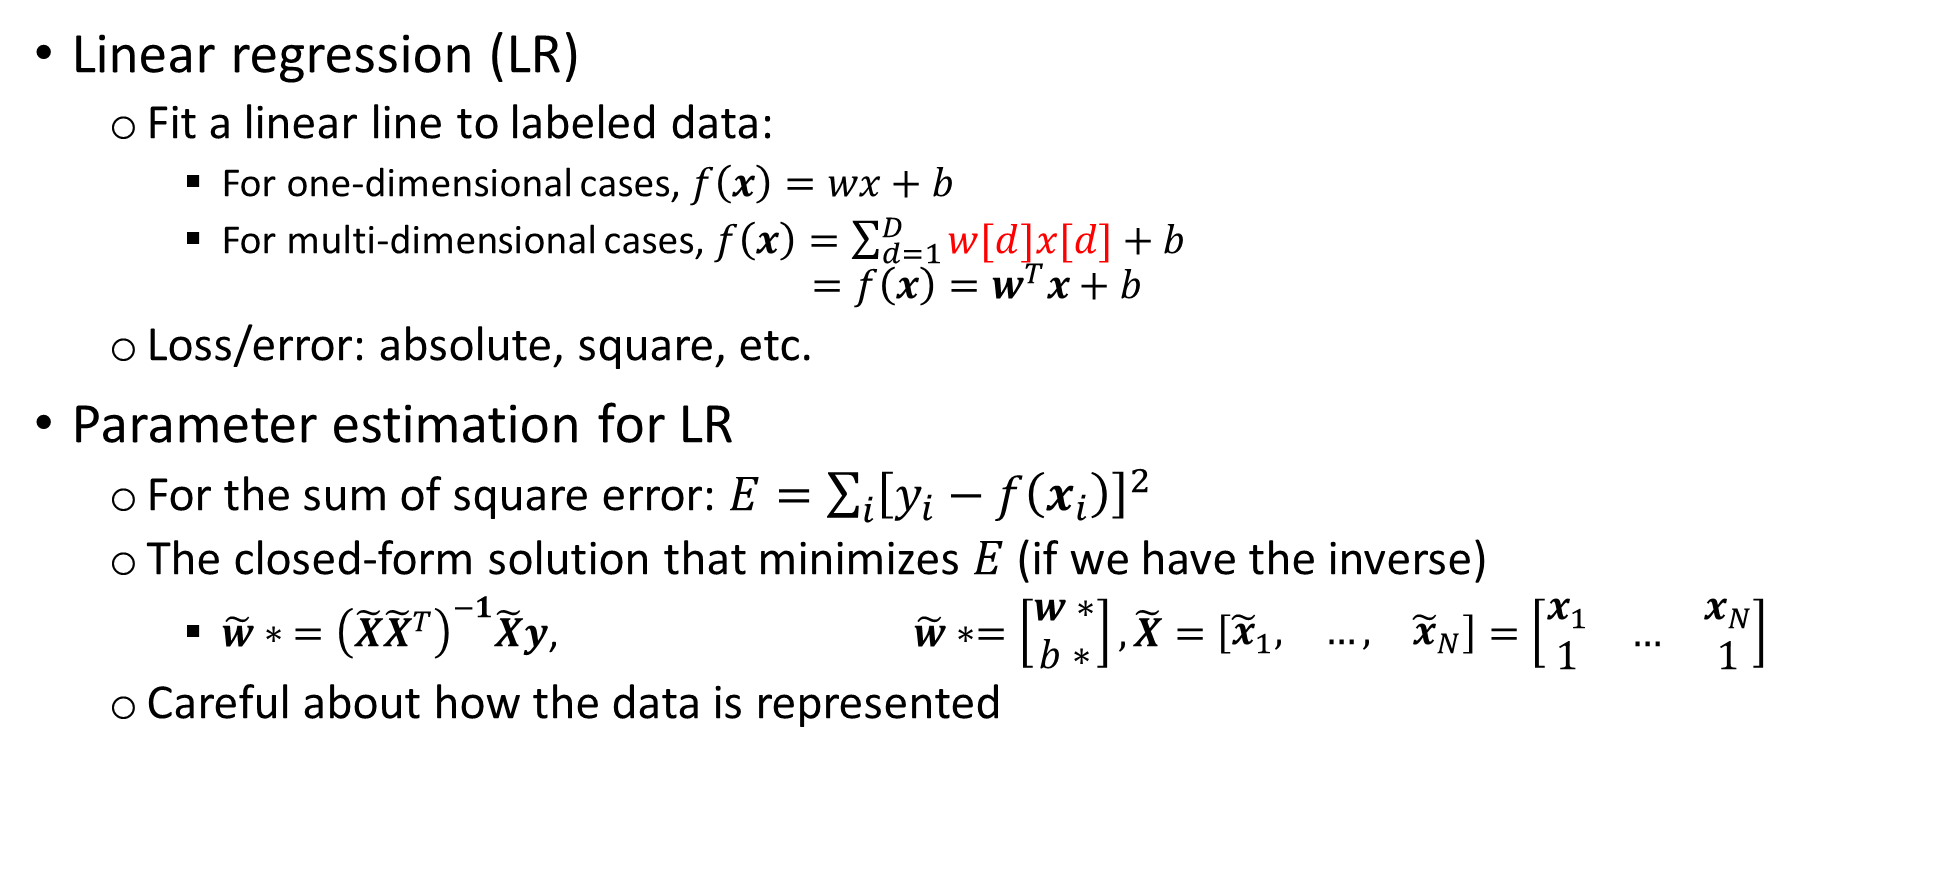 • Linear regression (LR)
○ Fit a linear line to labeled data:
▪ For one-dimensional cases, 𝑓(𝒙) = 𝑤𝑥 + 𝑏
▪ For multi-dimensional cases, 𝑓(𝒙) = ∑_{𝑑=1}^{𝐷} 𝑤[𝑑]𝑥[𝑑] + 𝑏
= 𝑓(𝒙) = 𝒘^𝑇 𝒙 + 𝑏
○ Loss/error: absolute, square, etc.
• Parameter estimation for LR
○ For the sum of square error: 𝐸 = ∑_𝑖[𝑦_𝑖 − 𝑓(𝒙_𝑖)]^2
○ The closed-form solution that minimizes 𝐸 (if we have the inverse)
▪ 𝒘̃ ∗ = (𝑿̃𝑿̃^𝑇)^{−𝟏} 𝑿̃𝒚, 𝒘̃ ∗= [𝒘 ∗; 𝑏 ∗], 𝑿̃ = [𝒙̃_1, …, 𝒙̃_𝑁] = [𝒙_1 … 𝒙_𝑁; 1 … 1]
○ Careful about how the data is represented